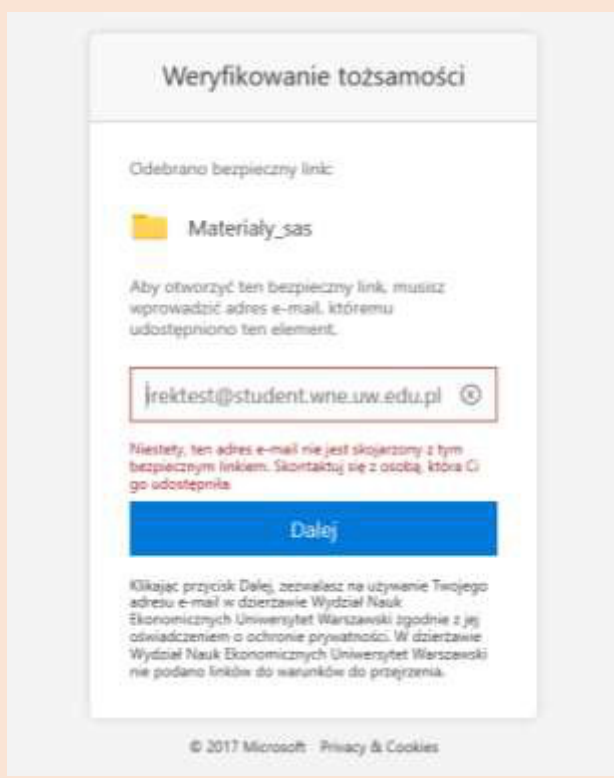 Weryfikowanie tożsamości
Odebrano bezpieczny link:
Materialy_sas
Aby otworzyć ten bezpieczny link, musisz
wprowadzić adres e-mail, któremu
udostępniono ten element.
irektest@student.wne.uw.edu.pl
Niestety, ten adres e-mail nie jest skojarzony z tym
bezpiecznym linkiem. Skontaktuj się z osobą, która Ci
go udostępniła.
Dalej
Klikając przycisk Dalej, zezwalasz na używanie Twojego
adresu e-mail w dzierżawie Wydział Nauk
Ekonomicznych Uniwersytet Warszawski zgodnie z jej
oświadczeniem o ochronie prywatności. W dzierżawie
Wydział Nauk Ekonomicznych Uniwersytet Warszawski
nie podano linków do warunków do przejrzenia.
© 2017 Microsoft Privacy & Cookies